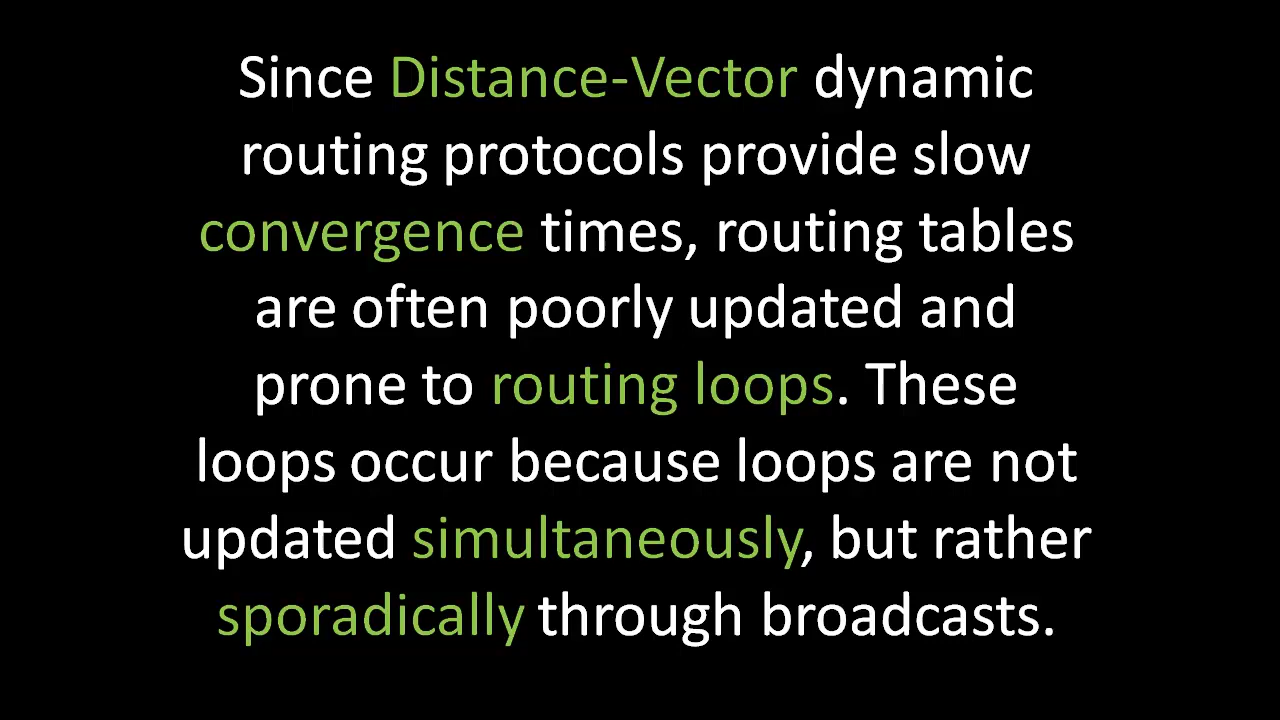 Since Distance-Vector dynamic
routing protocols provide slow
convergence times, routing tables
are often poorly updated and
prone to routing loops. These
loops occur because loops are not
updated simultaneously, but rather
sporadically through broadcasts.